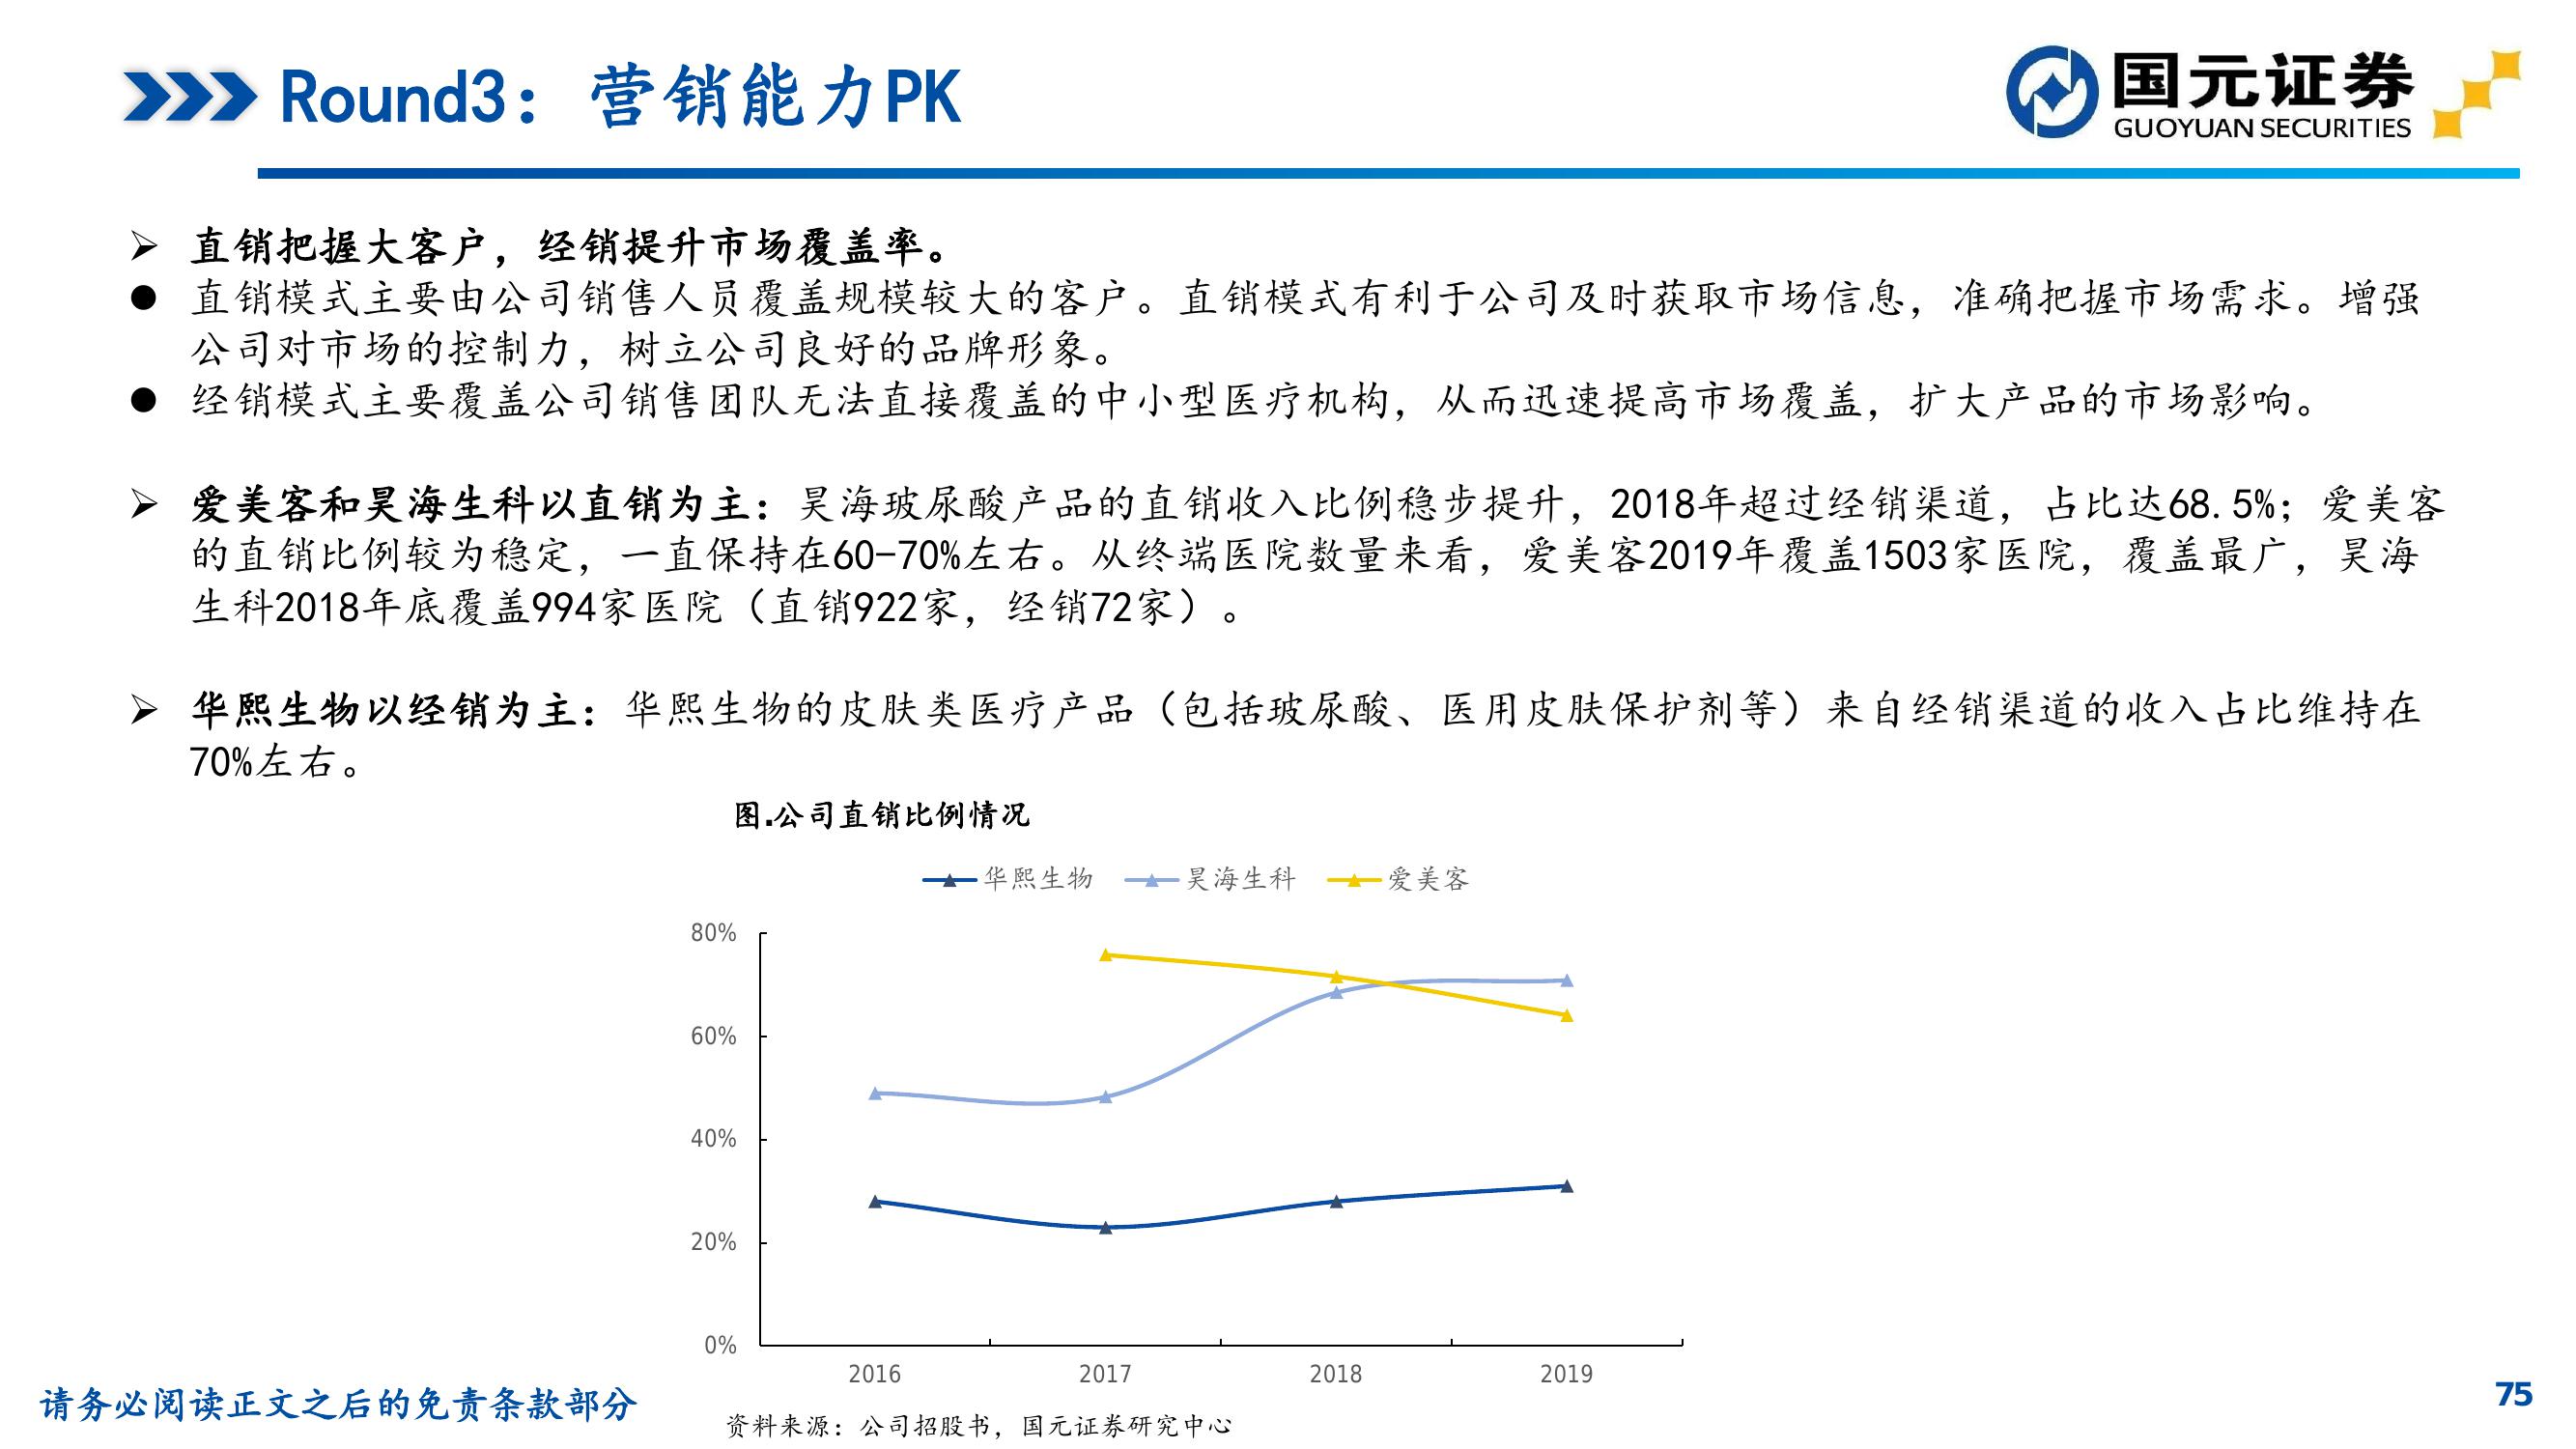 Round3：营销能力PK
国元证券
GUOYUAN SECURITIES
➢ 直销把握大客户，经销提升市场覆盖率。
● 直销模式主要由公司销售人员覆盖规模较大的客户。直销模式有利于公司及时获取市场信息，准确把握市场需求。增强
公司对市场的控制力，树立公司良好的品牌形象。
● 经销模式主要覆盖公司销售团队无法直接覆盖的中小型医疗机构，从而迅速提高市场覆盖，扩大产品的市场影响。
➢ 爱美客和昊海生科以直销为主：昊海玻尿酸产品的直销收入比例稳步提升，2018年超过经销渠道，占比达68.5%；爱美客
的直销比例较为稳定，一直保持在60-70%左右。从终端医院数量来看，爱美客2019年覆盖1503家医院，覆盖最广，昊海
生科2018年底覆盖994家医院（直销922家，经销72家）。
➢ 华熙生物以经销为主：华熙生物的皮肤类医疗产品（包括玻尿酸、医用皮肤保护剂等）来自经销渠道的收入占比维持在
70%左右。
图.公司直销比例情况
华熙生物 昊海生科 爱美客
80%
60%
40%
20%
0%
2016 2017 2018 2019
请务必阅读正文之后的免责条款部分
75
资料来源：公司招股书，国元证券研究中心